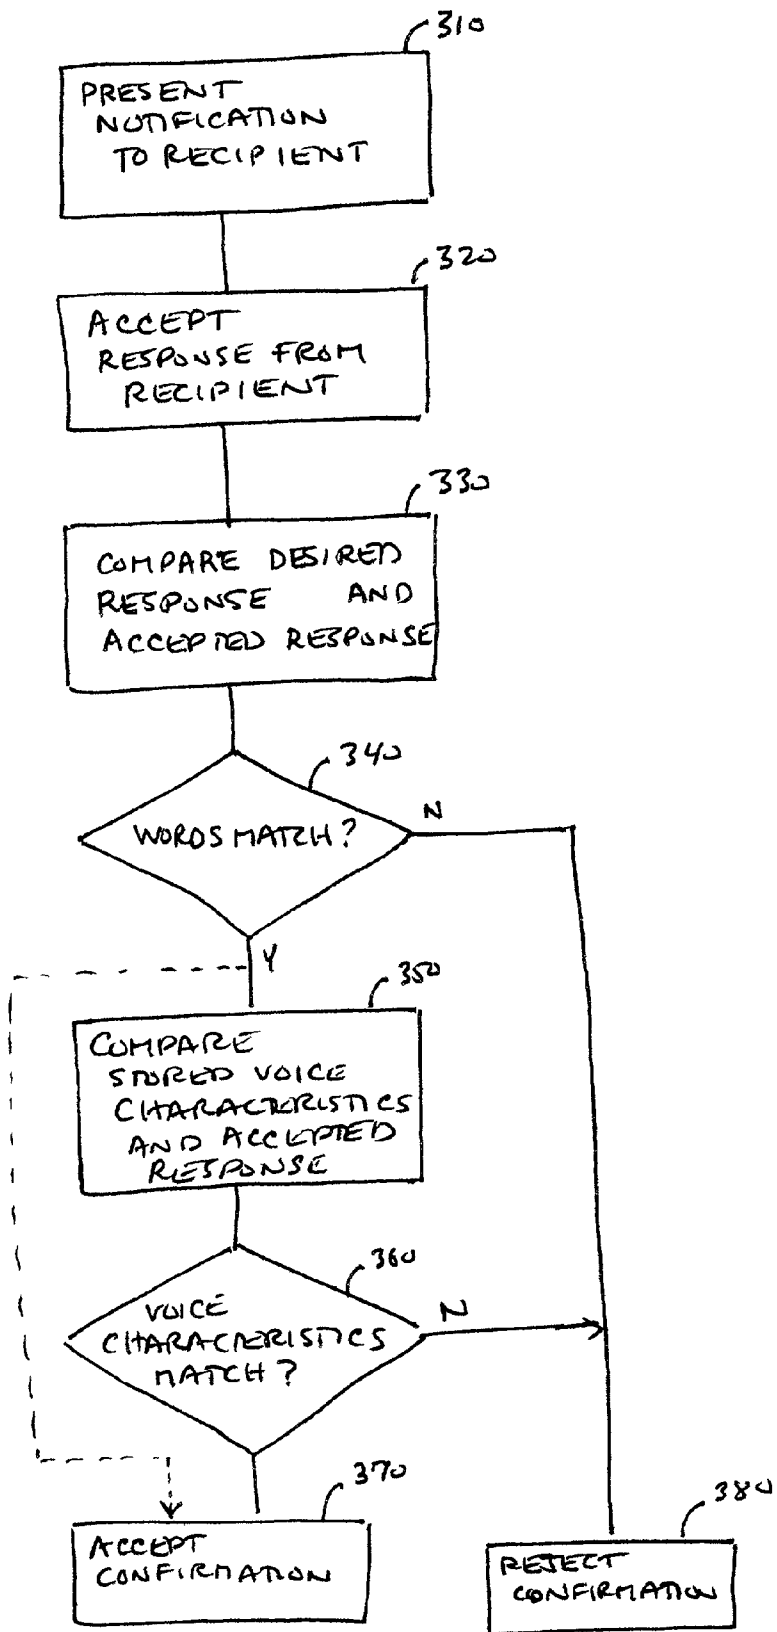 310
PRESENT
NOTIFICATION
TO RECIPIENT
320
ACCEPT
RESPONSE FROM
RECIPIENT
330
COMPARE DESIRED
RESPONSE AND
ACCEPTED RESPONSE
340
WORDS MATCH?
N
Y
350
COMPARE
STORED VOICE
CHARACTERISTICS
AND ACCEPTED
RESPONSE
360
VOICE
CHARACTERISTICS
MATCH?
N
370
ACCEPT
CONFIRMATION
380
REJECT
CONFIRMATION